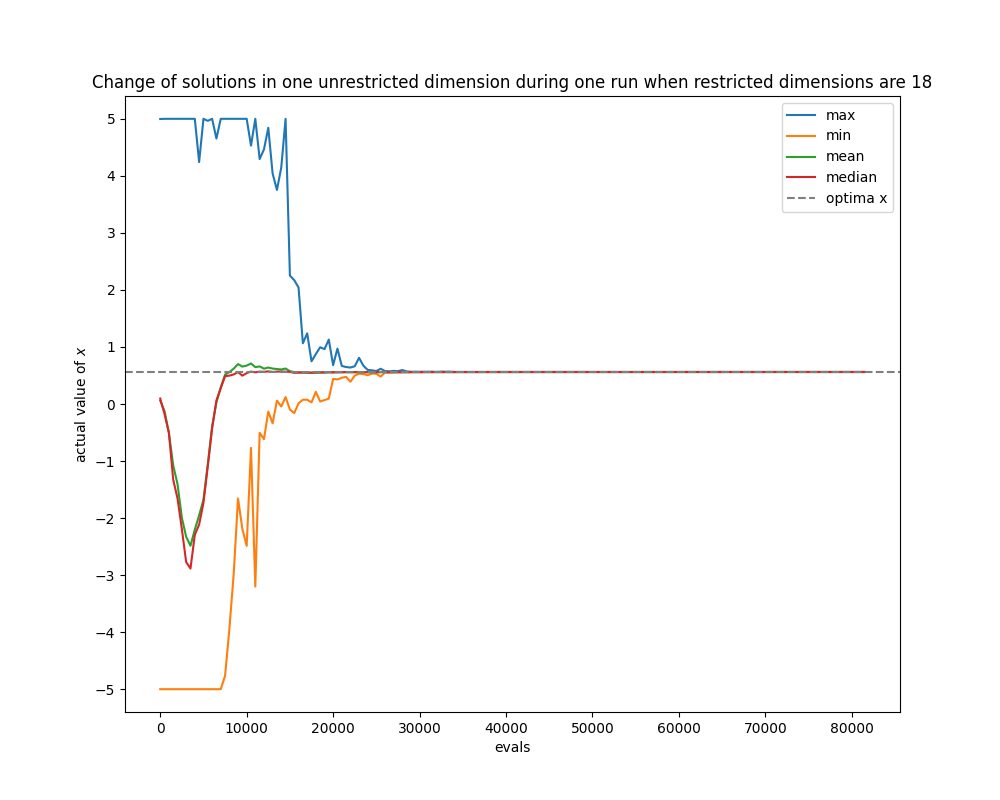 Change of solutions in one unrestricted dimension during one run when restricted dimensions are 18
max
min
mean
median
optima x
5
4
3
2
1
0
−1
−2
−3
−4
−5
actual value of x
0 10000 20000 30000 40000 50000 60000 70000 80000
evals